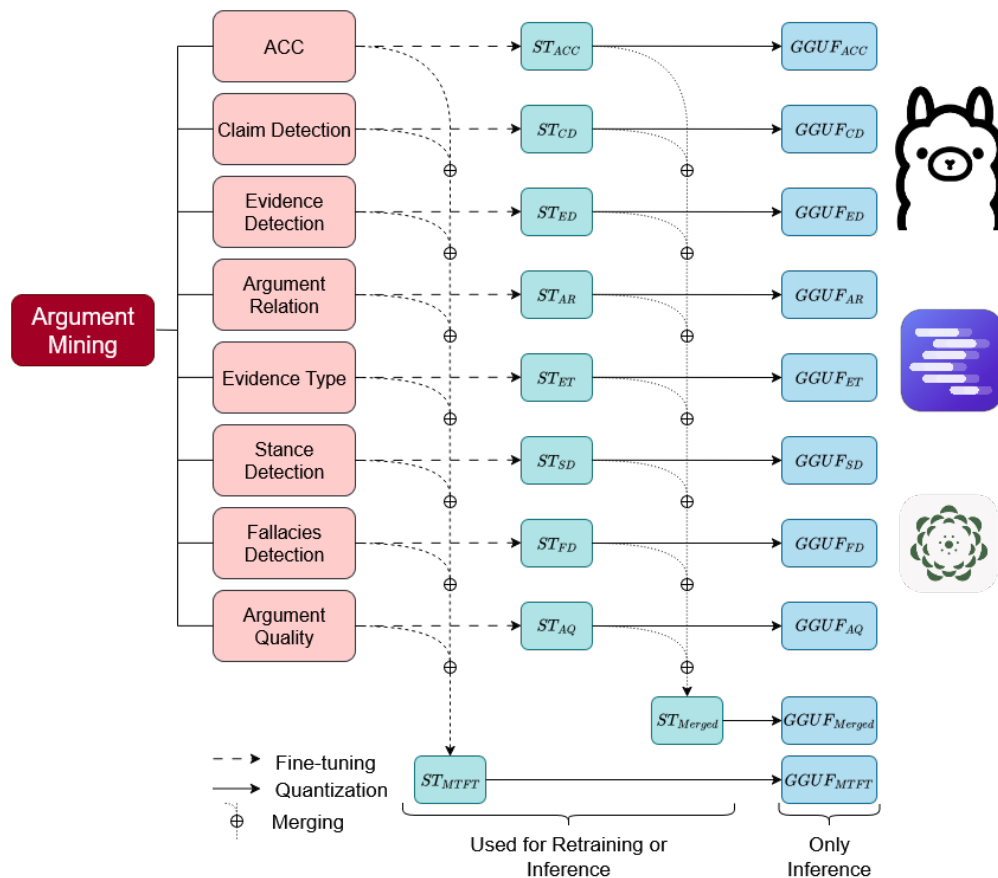 ACC
ST_ACC
GGUF_ACC
Claim Detection
ST_CD
GGUF_CD
Evidence
Detection
ST_ED
GGUF_ED
Argument
Mining
Argument
Relation
ST_AR
GGUF_AR
Evidence Type
ST_ET
GGUF_ET
Stance
Detection
ST_SD
GGUF_SD
Fallacies
Detection
ST_FD
GGUF_FD
Argument
Quality
ST_AQ
GGUF_AQ
ST_Merged
GGUF_Merged
ST_MTFT
GGUF_MTFT
Fine-tuning
Quantization
Merging
Used for Retraining or
Inference
Only
Inference